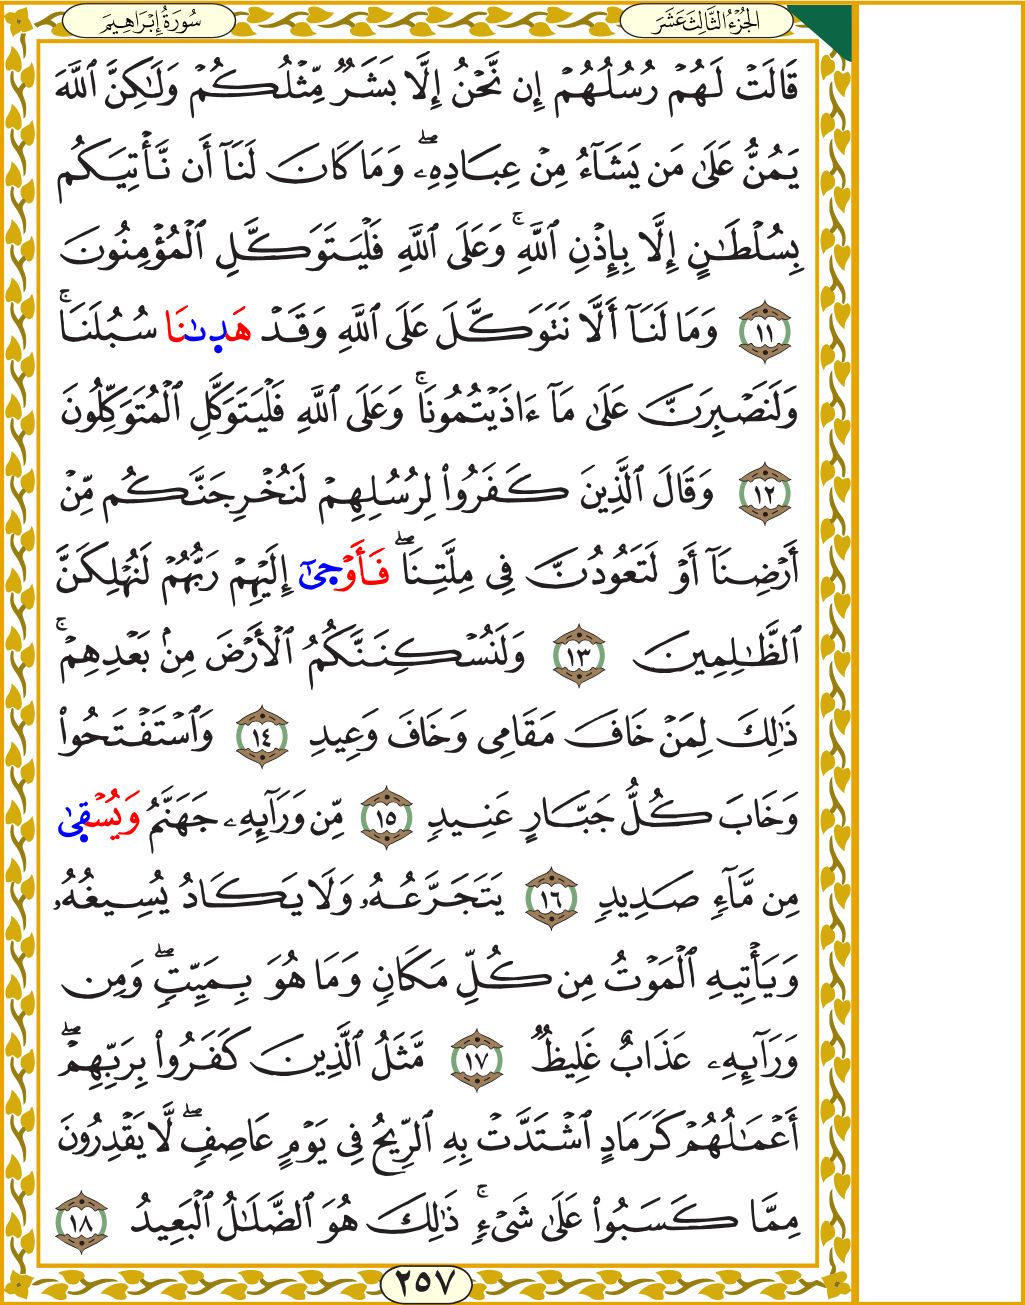 سُورَةُ إِبْرَاهِيمَ
الجُزْءُ الثَّالِثَ عَشَرَ
قَالَتْ لَهُمْ رُسُلُهُمْ إِن نَّحْنُ إِلَّا بَشَرٌ مِّثْلُكُمْ وَلَٰكِنَّ ٱللَّهَ
يَمُنُّ عَلَىٰ مَن يَشَآءُ مِنْ عِبَادِهِۦۖ وَمَا كَانَ لَنَآ أَن نَّأْتِيَكُم
بِسُلْطَٰنٍ إِلَّا بِإِذْنِ ٱللَّهِۚ وَعَلَى ٱللَّهِ فَلْيَتَوَكَّلِ ٱلْمُؤْمِنُونَ
١١ وَمَا لَنَآ أَلَّا نَتَوَكَّلَ عَلَى ٱللَّهِ وَقَدْ هَدٜىٰنَا سُبُلَنَاۚ
وَلَنَصْبِرَنَّ عَلَىٰ مَآ ءَاذَيْتُمُونَاۚ وَعَلَى ٱللَّهِ فَلْيَتَوَكَّلِ ٱلْمُتَوَكِّلُونَ
١٢ وَقَالَ ٱلَّذِينَ كَفَرُوا۟ لِرُسُلِهِمْ لَنُخْرِجَنَّكُم مِّنْ
أَرْضِنَآ أَوْ لَتَعُودُنَّ فِى مِلَّتِنَاۖ فَأَوْحٜىٰٓ إِلَيْهِمْ رَبُّهُمْ لَنُهْلِكَنَّ
ٱلظَّٰلِمِينَ ١٣ وَلَنُسْكِنَنَّكُمُ ٱلْأَرْضَ مِنۢ بَعْدِهِمْۚ
ذَٰلِكَ لِمَنْ خَافَ مَقَامِى وَخَافَ وَعِيدِ ١٤ وَٱسْتَفْتَحُوا۟
وَخَابَ كُلُّ جَبَّارٍ عَنِيدٍ ١٥ مِّن وَرَآئِهِۦ جَهَنَّمُ وَيُسْقٜىٰ
مِن مَّآءٍ صَدِيدٍ ١٦ يَتَجَرَّعُهُۥ وَلَا يَكَادُ يُسِيغُهُۥ
وَيَأْتِيهِ ٱلْمَوْتُ مِن كُلِّ مَكَانٍ وَمَا هُوَ بِمَيِّتٍۖ وَمِن
وَرَآئِهِۦ عَذَابٌ غَلِيظٌ ١٧ مَّثَلُ ٱلَّذِينَ كَفَرُوا۟ بِرَبِّهِمْۖ
أَعْمَٰلُهُمْ كَرَمَادٍ ٱشْتَدَّتْ بِهِ ٱلرِّيحُ فِى يَوْمٍ عَاصِفٍۖ لَّا يَقْدِرُونَ
مِمَّا كَسَبُوا۟ عَلَىٰ شَىْءٍۚ ذَٰلِكَ هُوَ ٱلضَّلَٰلُ ٱلْبَعِيدُ ١٨
٢٥٧